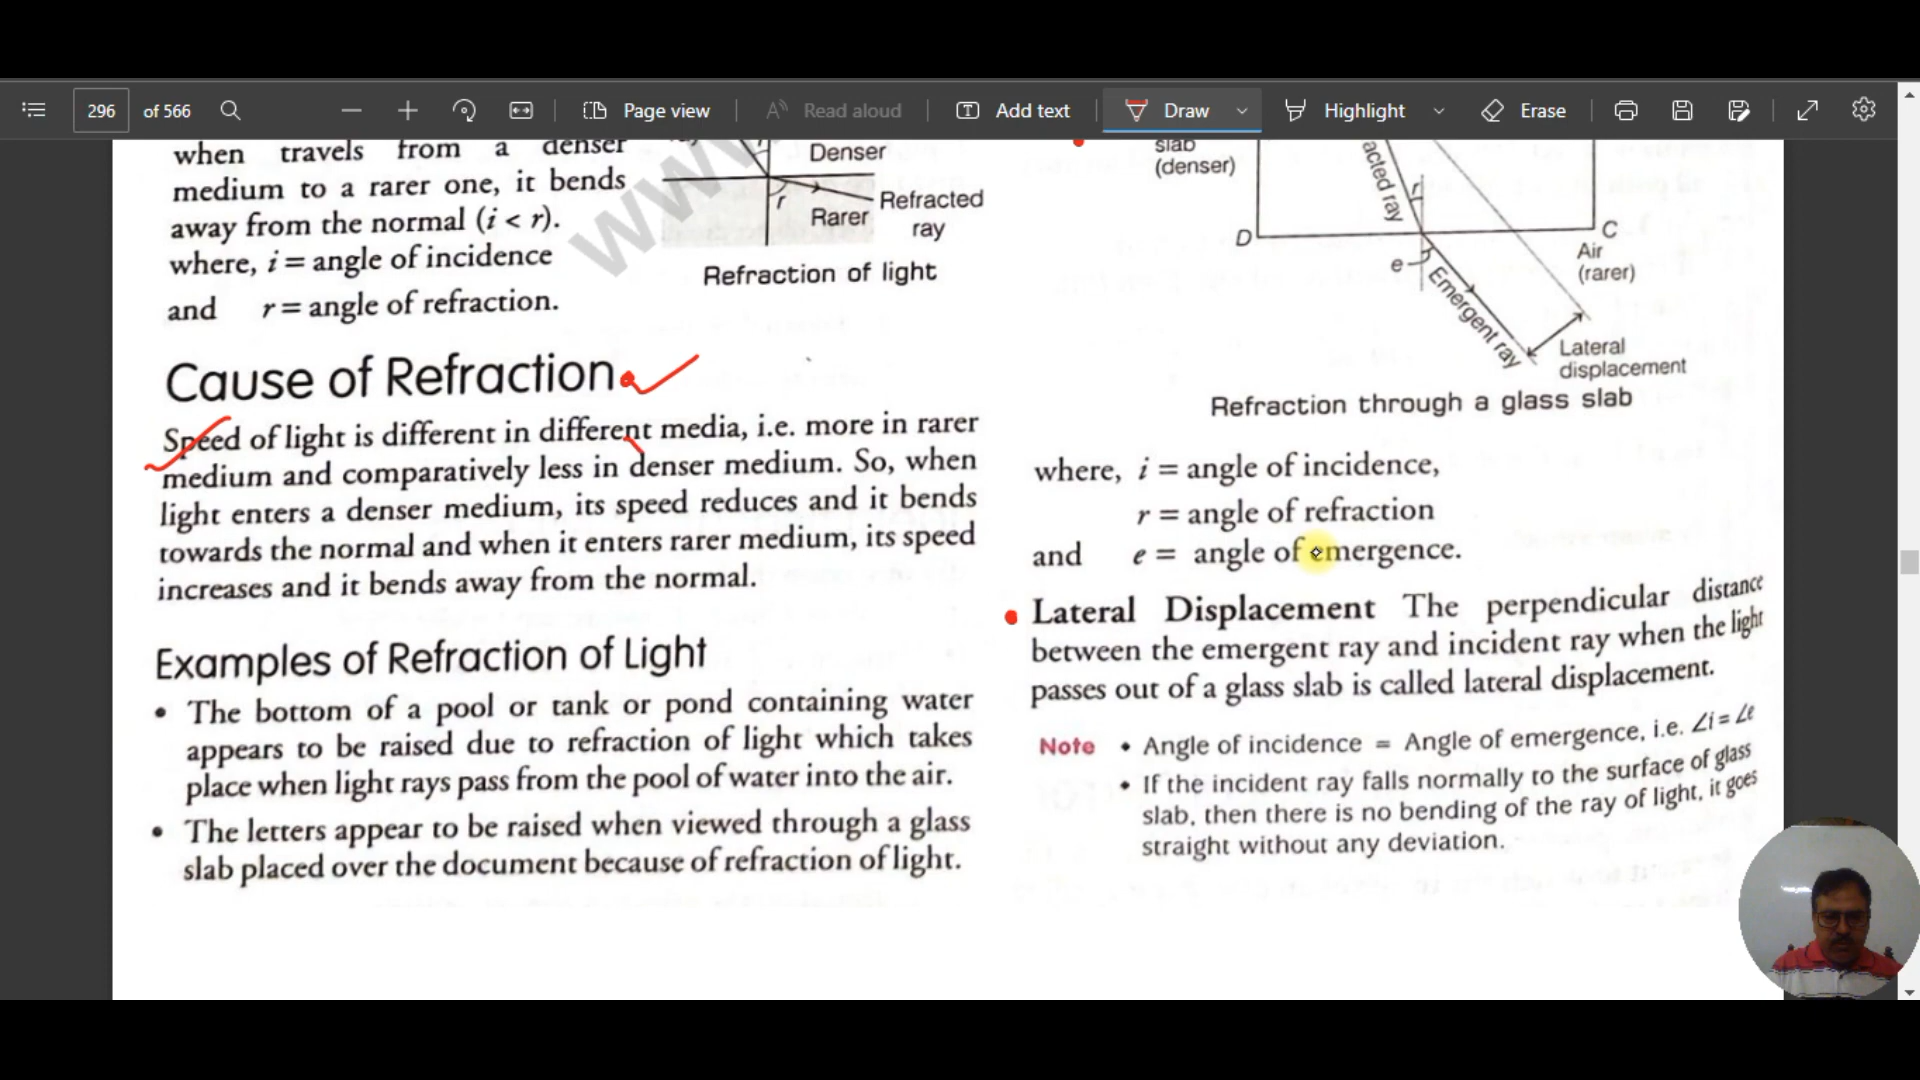 296 of 566
Page view
Read aloud
Add text
Draw
Highlight
Erase
when travels from a denser
medium to a rarer one, it bends
away from the normal (i < r).
where, i = angle of incidence
and r = angle of refraction.
Denser
r
Rarer
Refracted
ray
Refraction of light
Cause of Refraction
Speed of light is different in different media, i.e. more in rarer
medium and comparatively less in denser medium. So, when
light enters a denser medium, its speed reduces and it bends
towards the normal and when it enters rarer medium, its speed
increases and it bends away from the normal.
Examples of Refraction of Light
• The bottom of a pool or tank or pond containing water
appears to be raised due to refraction of light which takes
place when light rays pass from the pool of water into the air.
• The letters appear to be raised when viewed through a glass
slab placed over the document because of refraction of light.
slab
(denser)
acted ray
r
D
C
Air
(rarer)
e
Emergent ray
Lateral
displacement
Refraction through a glass slab
where, i = angle of incidence,
r = angle of refraction
and e = angle of emergence.
Lateral Displacement The perpendicular distance
between the emergent ray and incident ray when the light
passes out of a glass slab is called lateral displacement.
Note • Angle of incidence = Angle of emergence, i.e. ∠i = ∠e
• If the incident ray falls normally to the surface of glass
slab, then there is no bending of the ray of light, it goes
straight without any deviation.